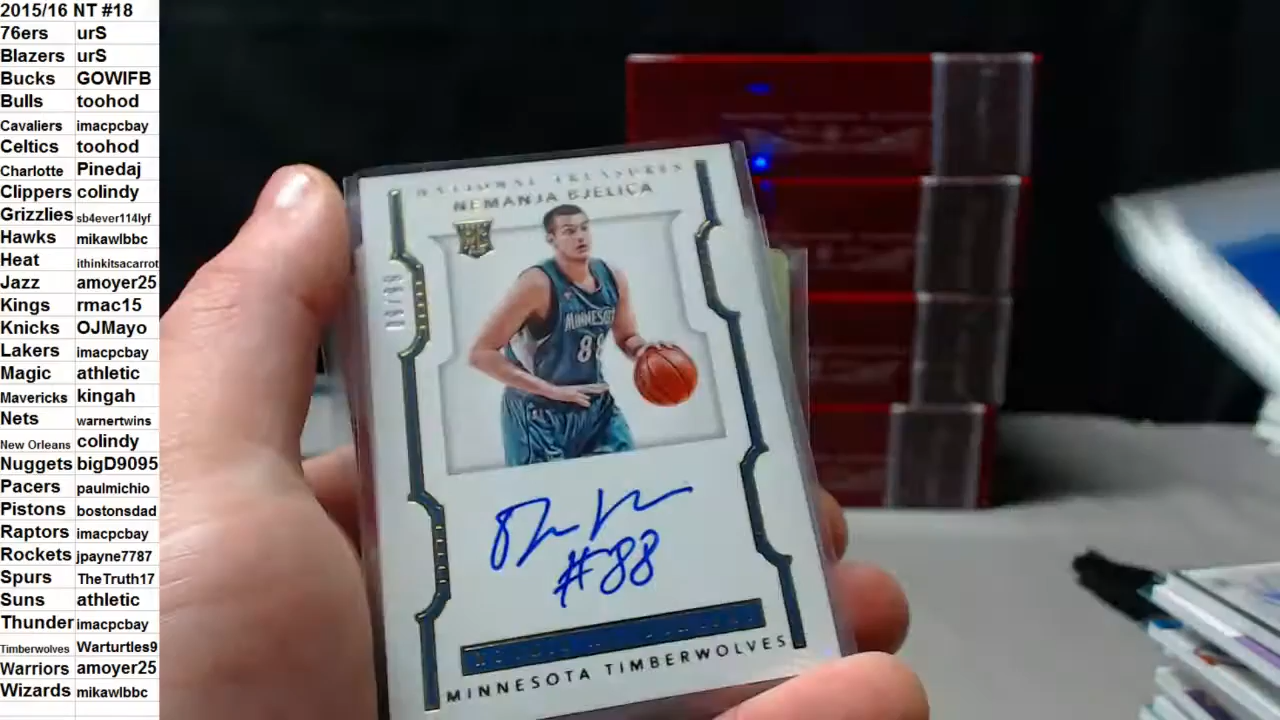 2015/16 NT #18
76ers urS
Blazers urS
Bucks GOWIFB
Bulls toohod
Cavaliers imacpcbay
Celtics toohod
Charlotte Pinedaj
Clippers colindy
Grizzlies sb4ever114lyf
Hawks mikawlbbc
Heat ithinkitsacarrot
Jazz amoyer25
Kings rmac15
Knicks OJMayo
Lakers imacpcbay
Magic athletic
Mavericks kingah
Nets warnertwins
New Orleans colindy
Nuggets bigD9095
Pacers paulmichio
Pistons bostonsdad
Raptors imacpcbay
Rockets jpayne7787
Spurs TheTruth17
Suns athletic
Thunder imacpcbay
Timberwolves Warturtles9
Warriors amoyer25
Wizards mikawlbbc
NATIONAL TREASURES
NEMANJA BJELICA
RC
MINNESOTA
88
#88
MINNESOTA TIMBERWOLVES